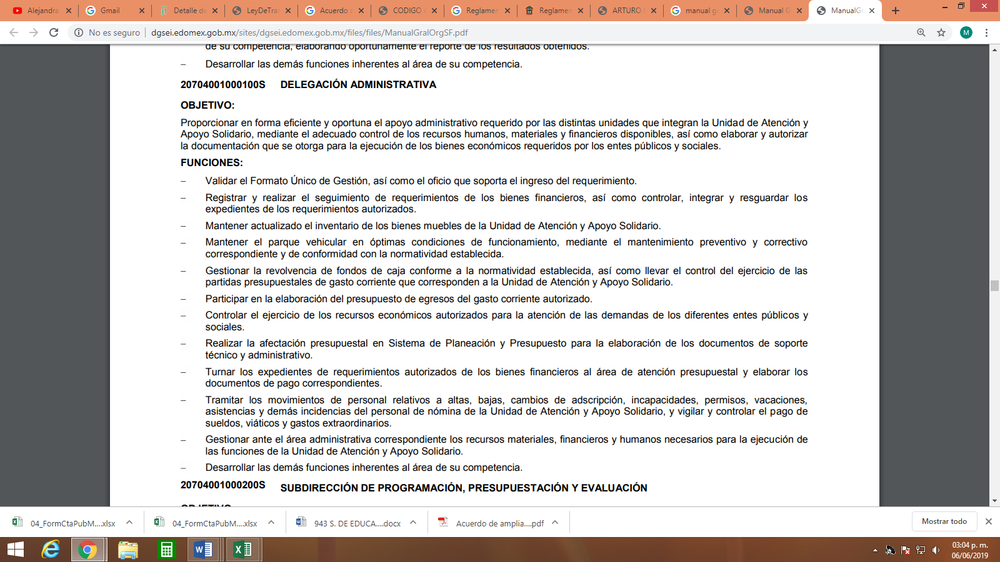 Alejandra
Gmail
Detalle de
LeyDeTra
Acuerdo
CODIGO
Reglamen
Reglamen
ARTURO
manual ge
Manual G
ManualGr
No es seguro | dgsei.edomex.gob.mx/sites/dgsei.edomex.gob.mx/files/files/ManualGralOrgSF.pdf
M
de su competencia, elaborando oportunamente el reporte de los resultados obtenidos.
– Desarrollar las demás funciones inherentes al área de su competencia.
20704001000100S DELEGACIÓN ADMINISTRATIVA
OBJETIVO:
Proporcionar en forma eficiente y oportuna el apoyo administrativo requerido por las distintas unidades que integran la Unidad de Atención y
Apoyo Solidario, mediante el adecuado control de los recursos humanos, materiales y financieros disponibles, así como elaborar y autorizar
la documentación que se otorga para la ejecución de los bienes económicos requeridos por los entes públicos y sociales.
FUNCIONES:
– Validar el Formato Único de Gestión, así como el oficio que soporta el ingreso del requerimiento.
– Registrar y realizar el seguimiento de requerimientos de los bienes financieros, así como controlar, integrar y resguardar los
expedientes de los requerimientos autorizados.
– Mantener actualizado el inventario de los bienes muebles de la Unidad de Atención y Apoyo Solidario.
– Mantener el parque vehicular en óptimas condiciones de funcionamiento, mediante el mantenimiento preventivo y correctivo
correspondiente y de conformidad con la normatividad establecida.
– Gestionar la revolvencia de fondos de caja conforme a la normatividad establecida, así como llevar el control del ejercicio de las
partidas presupuestales de gasto corriente que corresponden a la Unidad de Atención y Apoyo Solidario.
– Participar en la elaboración del presupuesto de egresos del gasto corriente autorizado.
– Controlar el ejercicio de los recursos económicos autorizados para la atención de las demandas de los diferentes entes públicos y
sociales.
– Realizar la afectación presupuestal en Sistema de Planeación y Presupuesto para la elaboración de los documentos de soporte
técnico y administrativo.
– Turnar los expedientes de requerimientos autorizados de los bienes financieros al área de atención presupuestal y elaborar los
documentos de pago correspondientes.
– Tramitar los movimientos de personal relativos a altas, bajas, cambios de adscripción, incapacidades, permisos, vacaciones,
asistencias y demás incidencias del personal de nómina de la Unidad de Atención y Apoyo Solidario, y vigilar y controlar el pago de
sueldos, viáticos y gastos extraordinarios.
– Gestionar ante el área administrativa correspondiente los recursos materiales, financieros y humanos necesarios para la ejecución de
las funciones de la Unidad de Atención y Apoyo Solidario.
– Desarrollar las demás funciones inherentes al área de su competencia.
20704001000200S SUBDIRECCIÓN DE PROGRAMACIÓN, PRESUPUESTACIÓN Y EVALUACIÓN
OBJETIVO:
04_FormCtaPubM....xlsx
04_FormCtaPubM....xlsx
943 S. DE EDUCA....docx
Acuerdo de amplia....pdf
Mostrar todo
03:04 p. m.
06/06/2019